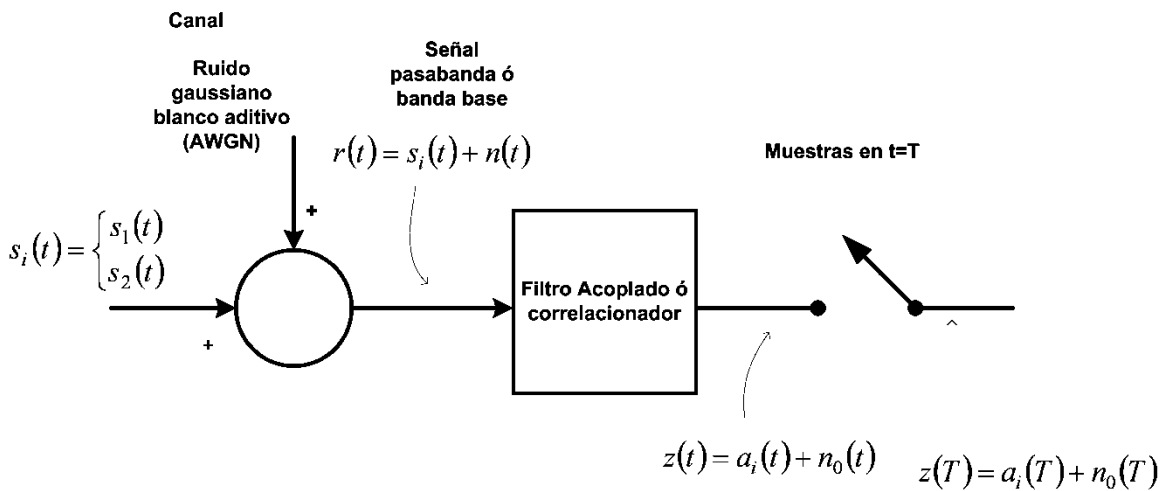 Canal
Ruido
gaussiano
blanco aditivo
(AWGN)
Señal
pasabanda ó
banda base
r(t) = s_i(t) + n(t)
Muestras en t=T
s_i(t) = { s_1(t)
s_2(t)
+
+
Filtro Acoplado ó
correlacionador
^
z(t) = a_i(t) + n_0(t)
z(T) = a_i(T) + n_0(T)